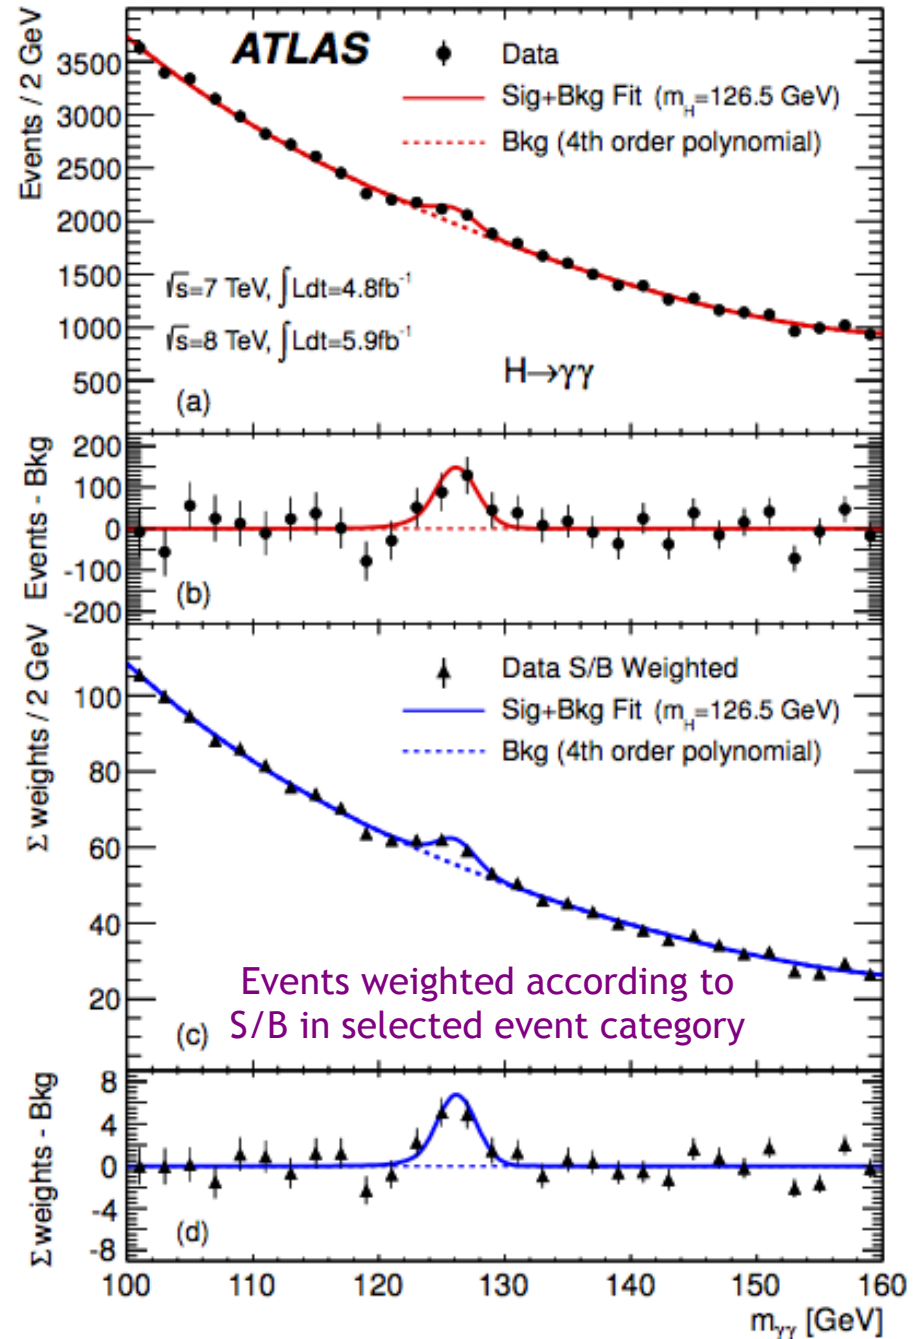 ATLAS
Data
Sig+Bkg Fit (m_H=126.5 GeV)
Bkg (4th order polynomial)
Events / 2 GeV
3500
3000
2500
2000
1500
1000
500
√s=7 TeV, ∫Ldt=4.8fb⁻¹
√s=8 TeV, ∫Ldt=5.9fb⁻¹
H→γγ
(a)
Events - Bkg
200
100
0
-100
-200
(b)
Σ weights / 2 GeV
100
80
60
40
20
Data S/B Weighted
Sig+Bkg Fit (m_H=126.5 GeV)
Bkg (4th order polynomial)
Events weighted according to
(c) S/B in selected event category
Σ weights - Bkg
8
4
0
-4
-8
(d)
100 110 120 130 140 150 160
m_γγ [GeV]